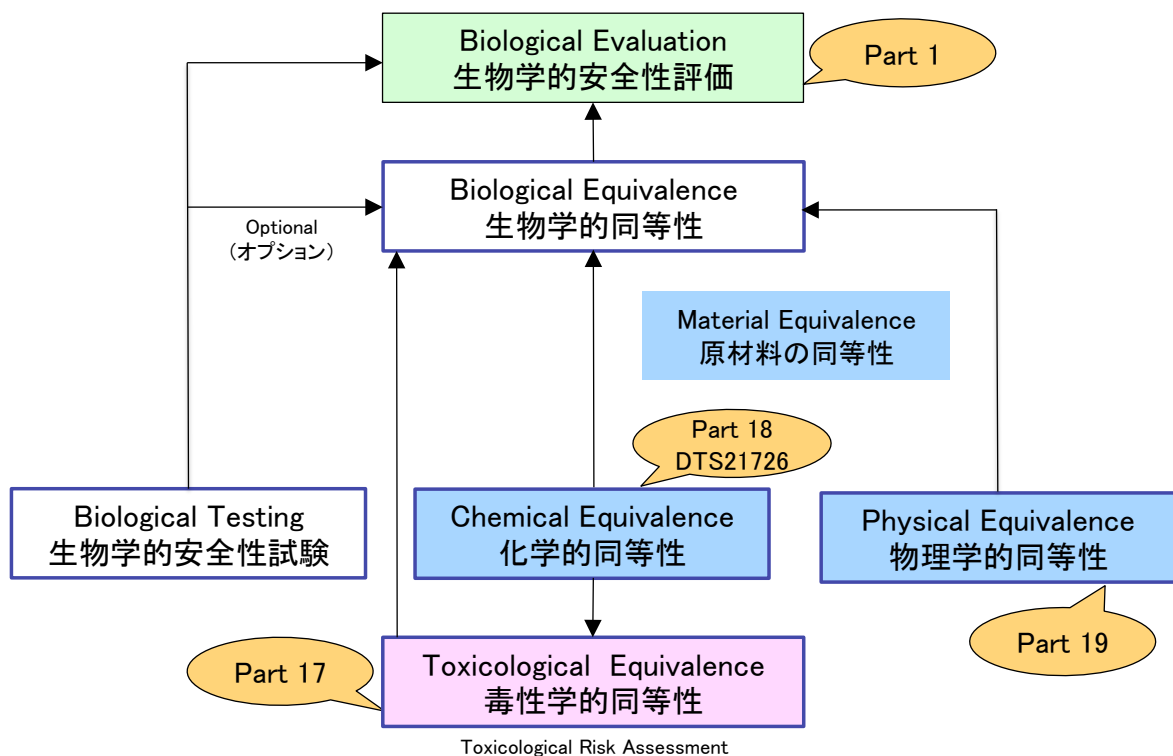 Biological Evaluation
生物学的安全性評価
Part 1
Biological Equivalence
生物学的同等性
Optional
（オプション）
Material Equivalence
原材料の同等性
Part 18
DTS21726
Biological Testing
生物学的安全性試験
Chemical Equivalence
化学的同等性
Physical Equivalence
物理学的同等性
Part 17
Toxicological Equivalence
毒性学的同等性
Part 19
Toxicological Risk Assessment